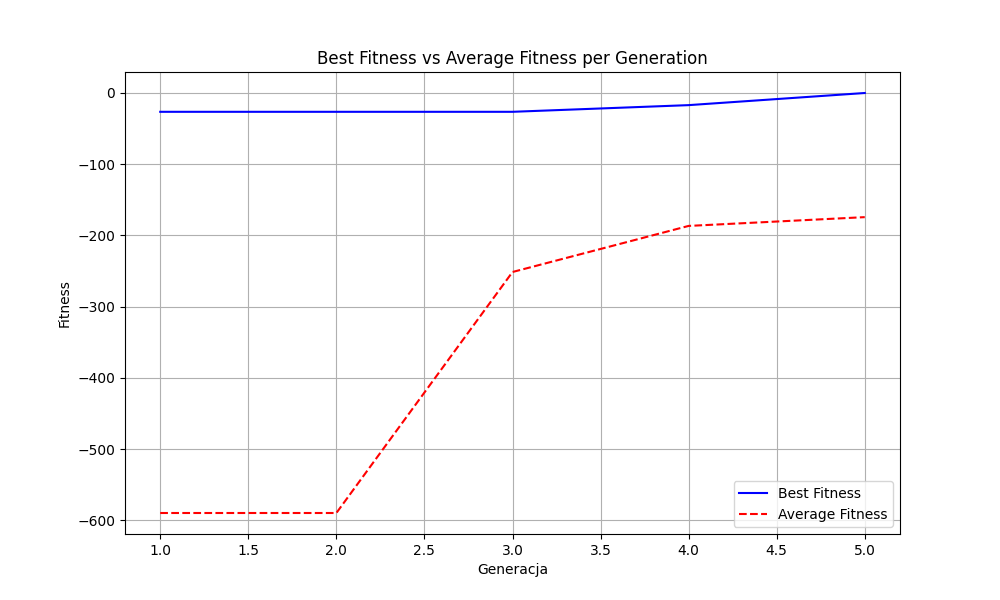 Best Fitness vs Average Fitness per Generation
Fitness
0
−100
−200
−300
−400
−500
−600
1.0 1.5 2.0 2.5 3.0 3.5 4.0 4.5 5.0
Generacja
Best Fitness
Average Fitness